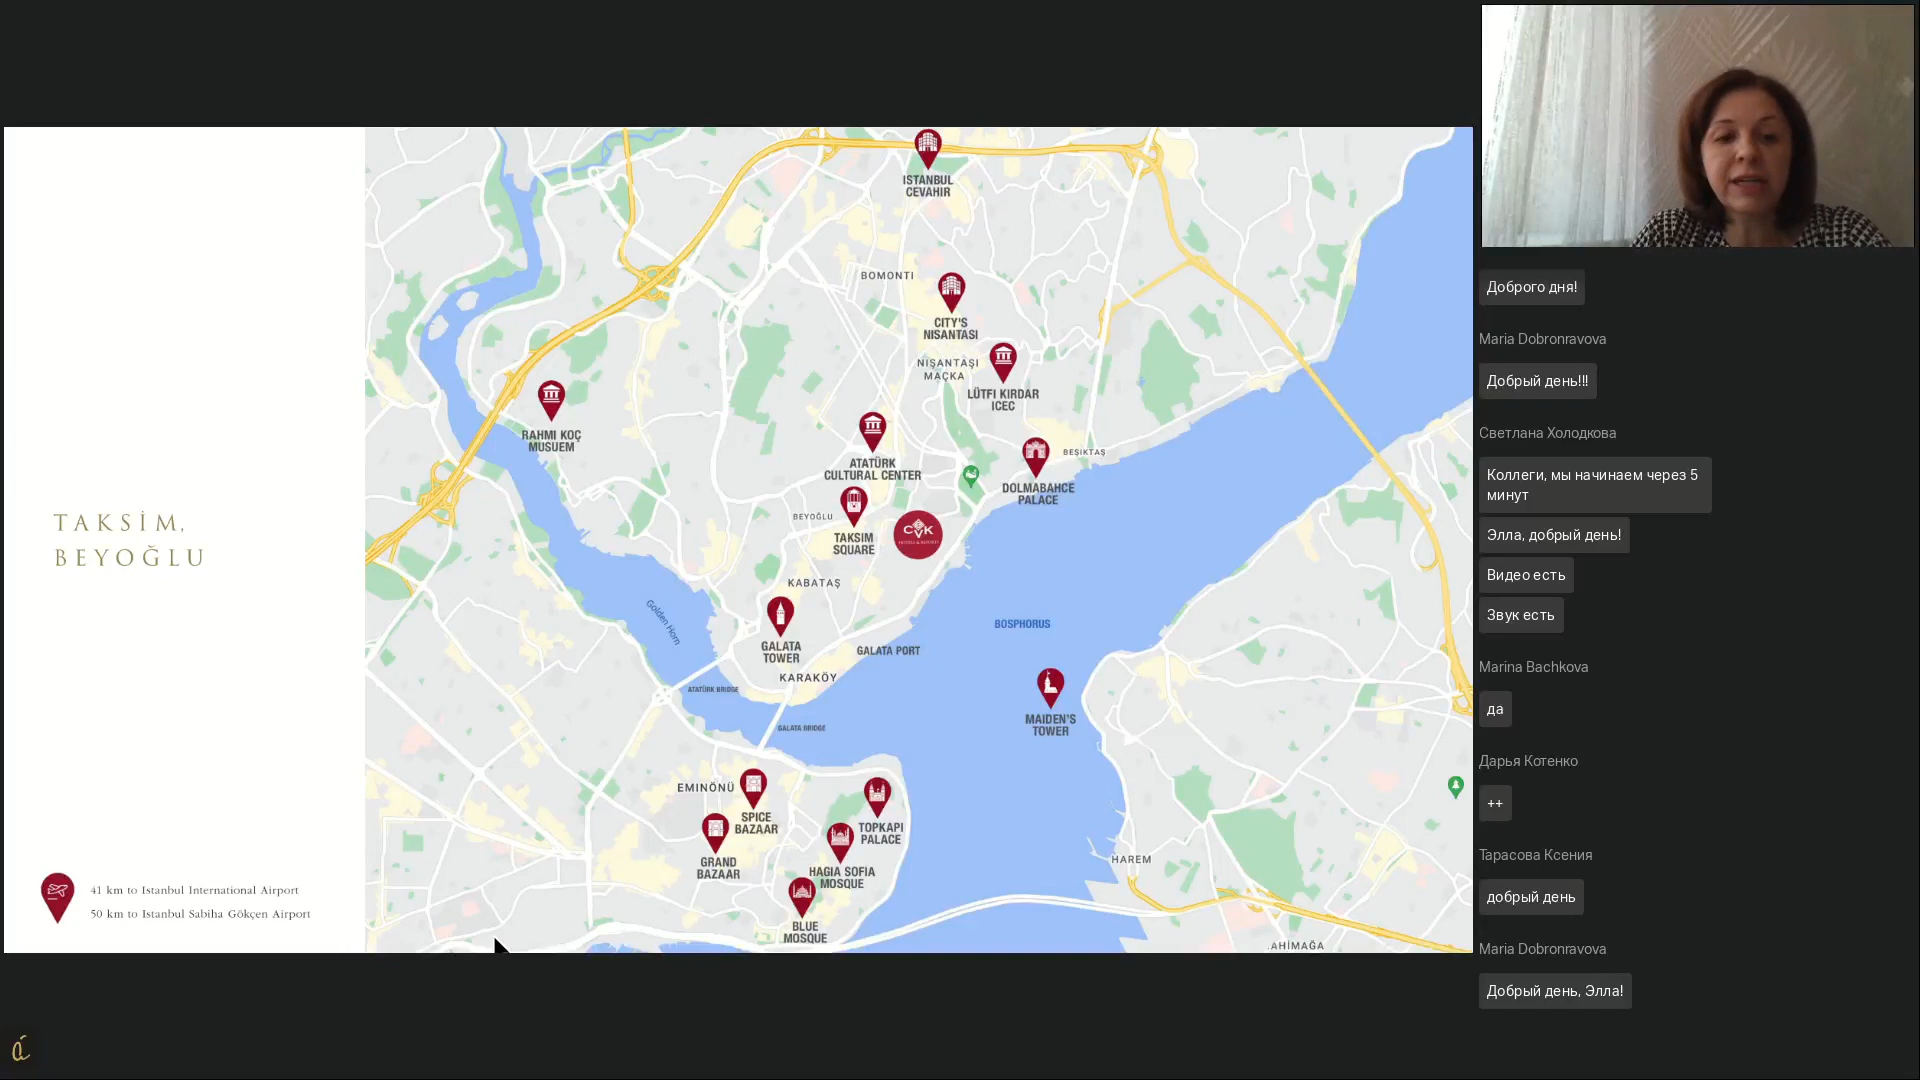 TAKSİM,
BEYOĞLU
41 km to Istanbul International Airport
50 km to Istanbul Sabiha Gökçen Airport
ISTANBUL
CEVAHIR
BOMONTI
CITY'S
NISANTASI
NIŞANTAŞI
MAÇKA
LÜTFI KIRDAR
ICEC
RAHMI KOÇ
MUSUEM
ATATÜRK
CULTURAL CENTER
BEŞIKTAŞ
DOLMABAHCE
PALACE
BEYOĞLU
TAKSIM
SQUARE
CVK
HOTELS & RESORTS
KABATAŞ
Golden Horn
GALATA
TOWER
GALATA PORT
BOSPHORUS
KARAKÖY
ATATÜRK BRIDGE
GALATA BRIDGE
MAIDEN'S
TOWER
EMINÖNÜ
SPICE
BAZAAR
GRAND
BAZAAR
TOPKAPI
PALACE
HAGIA SOFIA
MOSQUE
BLUE
MOSQUE
HAREM
AHIMAĞA
Доброго дня!
Maria Dobronravova
Добрый день!!!
Светлана Холодкова
Коллеги, мы начинаем через 5
минут
Элла, добрый день!
Видео есть
Звук есть
Marina Bachkova
да
Дарья Котенко
++
Тарасова Ксения
добрый день
Maria Dobronravova
Добрый день, Элла!
á